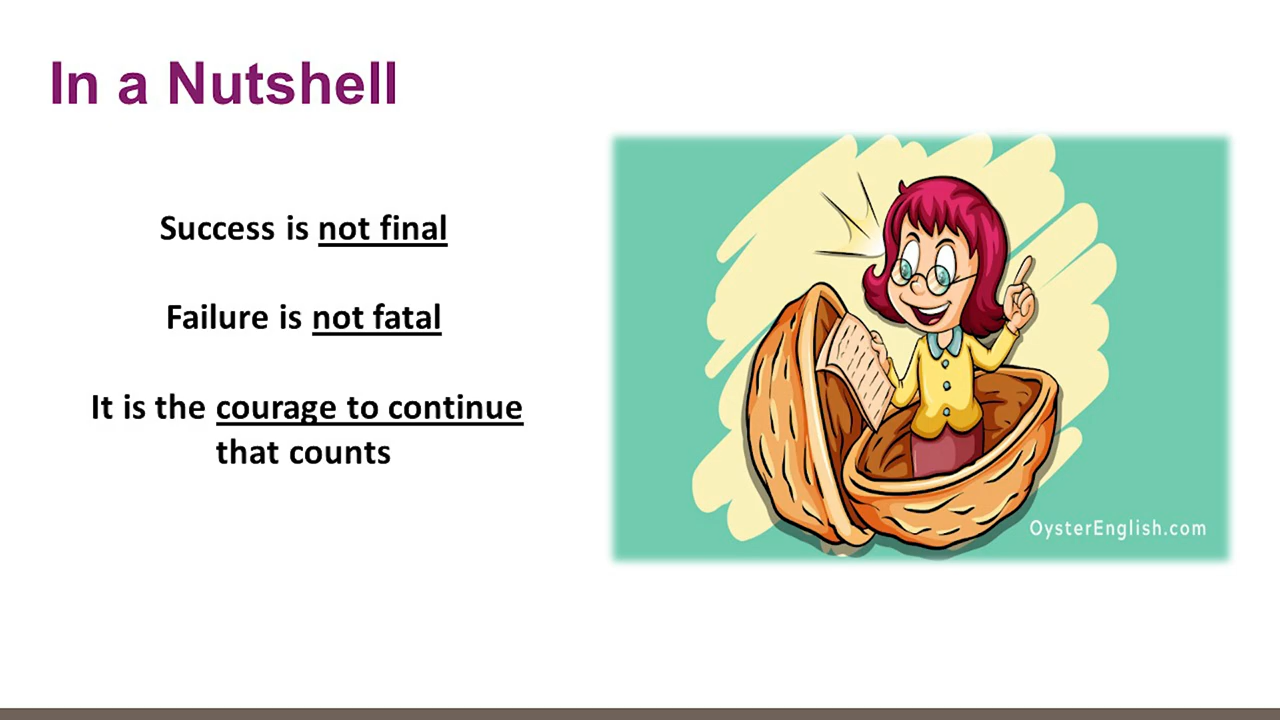 In a Nutshell
Success is not final
Failure is not fatal
It is the courage to continue
that counts
OysterEnglish.com